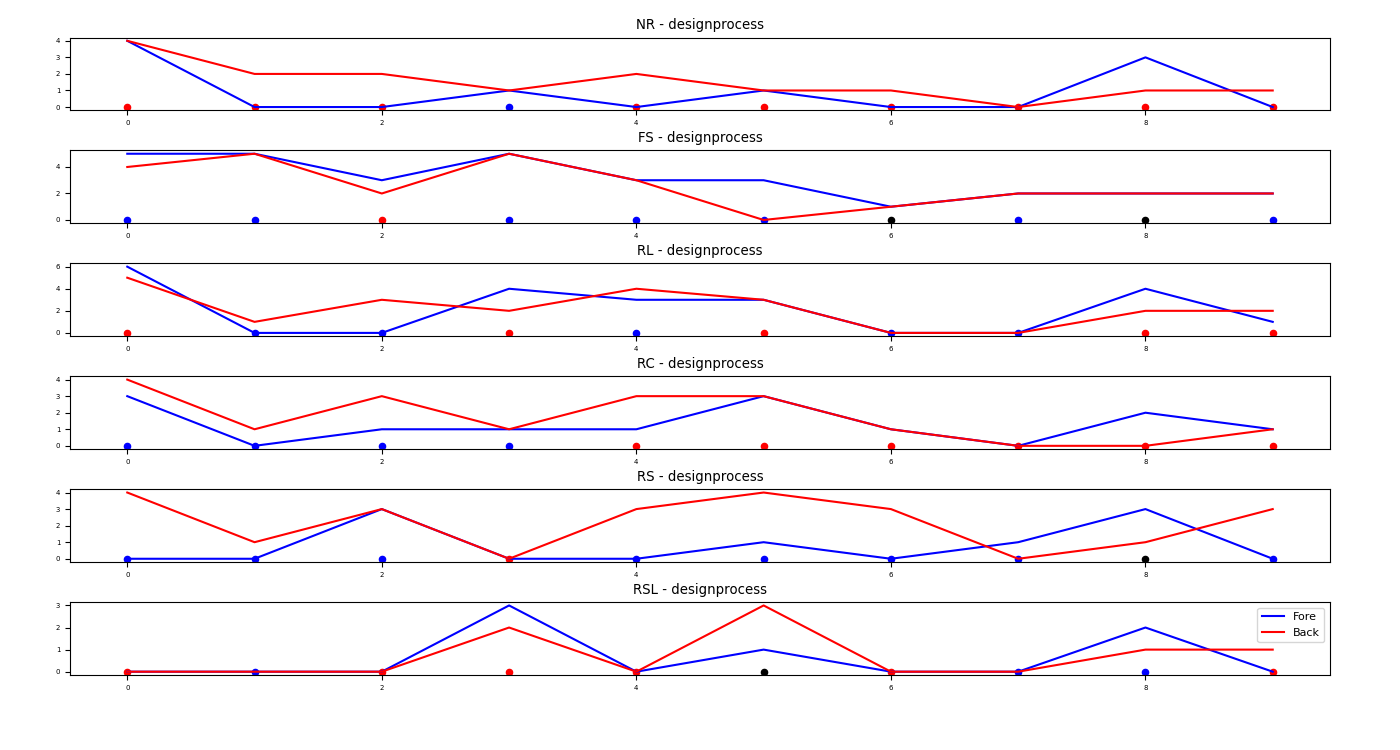 NR - designprocess
4
3
2
1
0
0 2 4 6 8
FS - designprocess
4
2
0
0 2 4 6 8
RL - designprocess
6
4
2
0
0 2 4 6 8
RC - designprocess
4
3
2
1
0
0 2 4 6 8
RS - designprocess
4
3
2
1
0
0 2 4 6 8
RSL - designprocess
3
2
1
0
Fore
Back
0 2 4 6 8